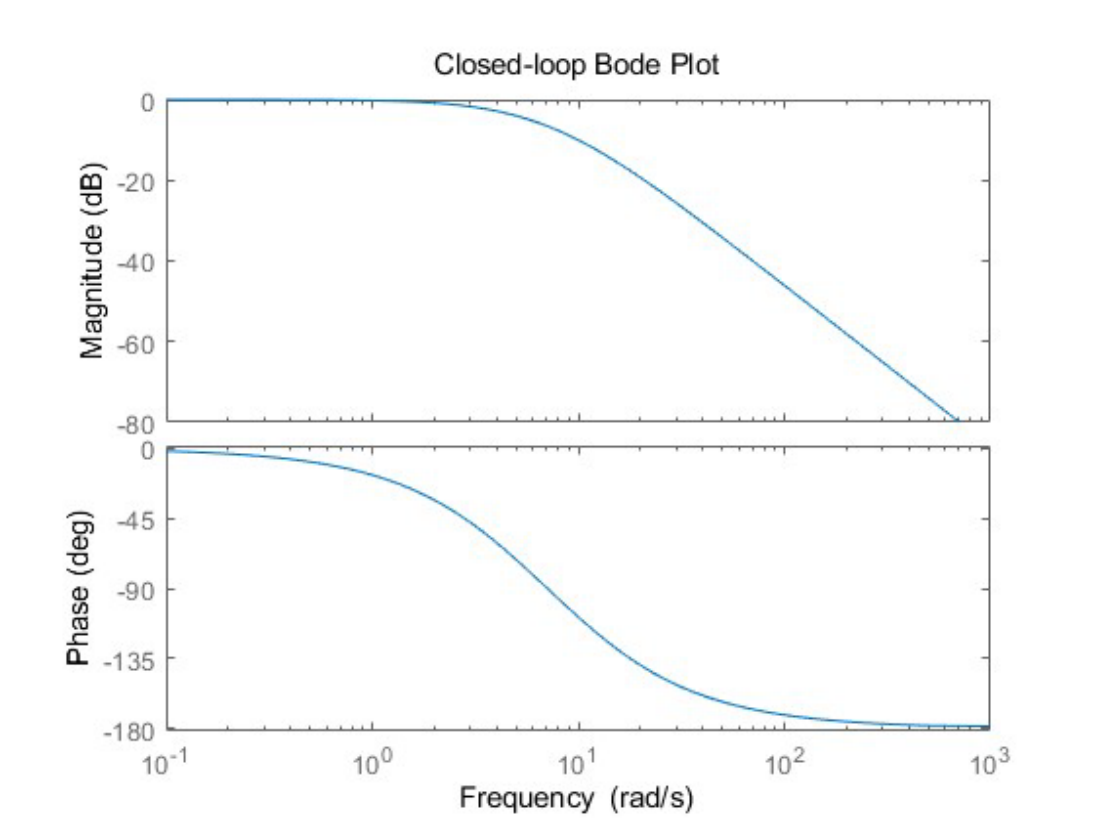 Closed-loop Bode Plot
0
-20
-40
-60
-80
Magnitude (dB)
0
-45
-90
-135
-180
Phase (deg)
10^-1 10^0 10^1 10^2 10^3
Frequency (rad/s)